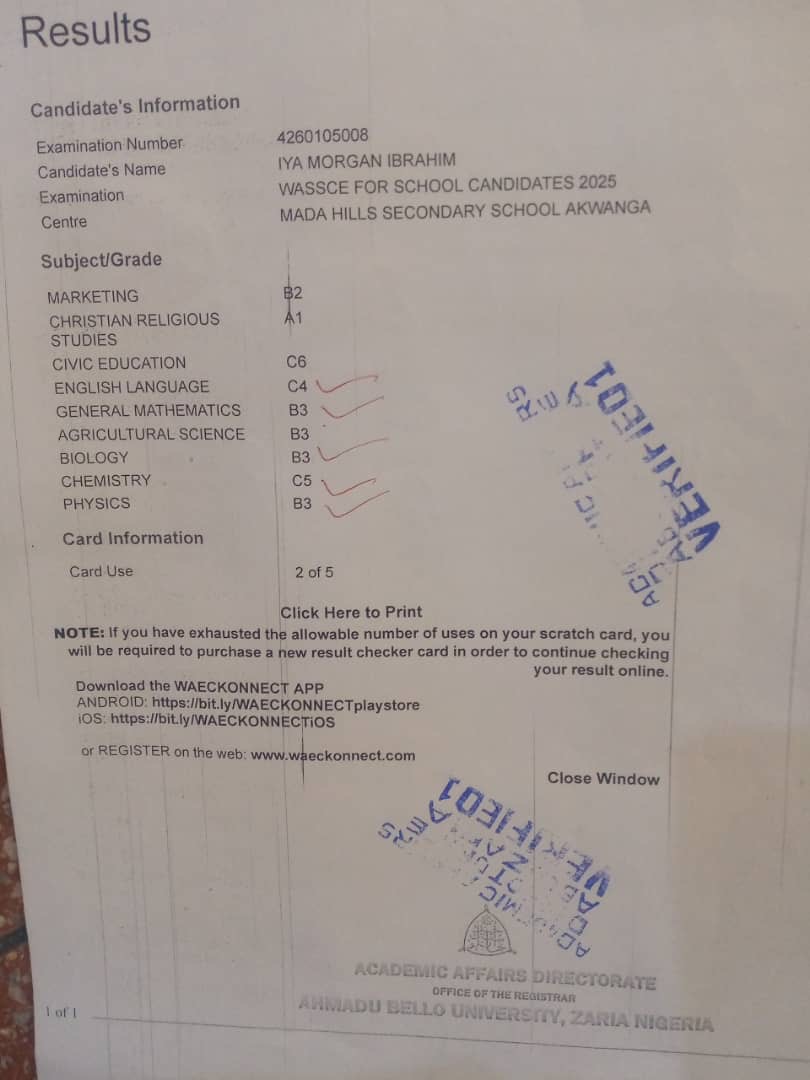 Results
Candidate's Information
Examination Number 4260105008
Candidate's Name IYA MORGAN IBRAHIM
Examination WASSCE FOR SCHOOL CANDIDATES 2025
Centre MADA HILLS SECONDARY SCHOOL AKWANGA
Subject/Grade
MARKETING B2
CHRISTIAN RELIGIOUS A1
STUDIES
CIVIC EDUCATION C6
ENGLISH LANGUAGE C4
GENERAL MATHEMATICS B3
AGRICULTURAL SCIENCE B3
BIOLOGY B3
CHEMISTRY C5
PHYSICS B3
Card Information
Card Use 2 of 5
Click Here to Print
NOTE: If you have exhausted the allowable number of uses on your scratch card, you
will be required to purchase a new result checker card in order to continue checking
your result online.
Download the WAECKONNECT APP
ANDROID: https://bit.ly/WAECKONNECTplaystore
iOS: https://bit.ly/WAECKONNECTiOS
or REGISTER on the web: www.waeckonnect.com
Close Window
VERIFIED1
VERIFIED1
ACADEMIC AFFAIRS DIRECTORATE
OFFICE OF THE REGISTRAR
AHMADU BELLO UNIVERSITY, ZARIA NIGERIA
1 of 1